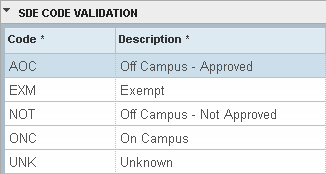 SDE CODE VALIDATION
Code * Description *
AOC Off Campus - Approved
EXM Exempt
NOT Off Campus - Not Approved
ONC On Campus
UNK Unknown